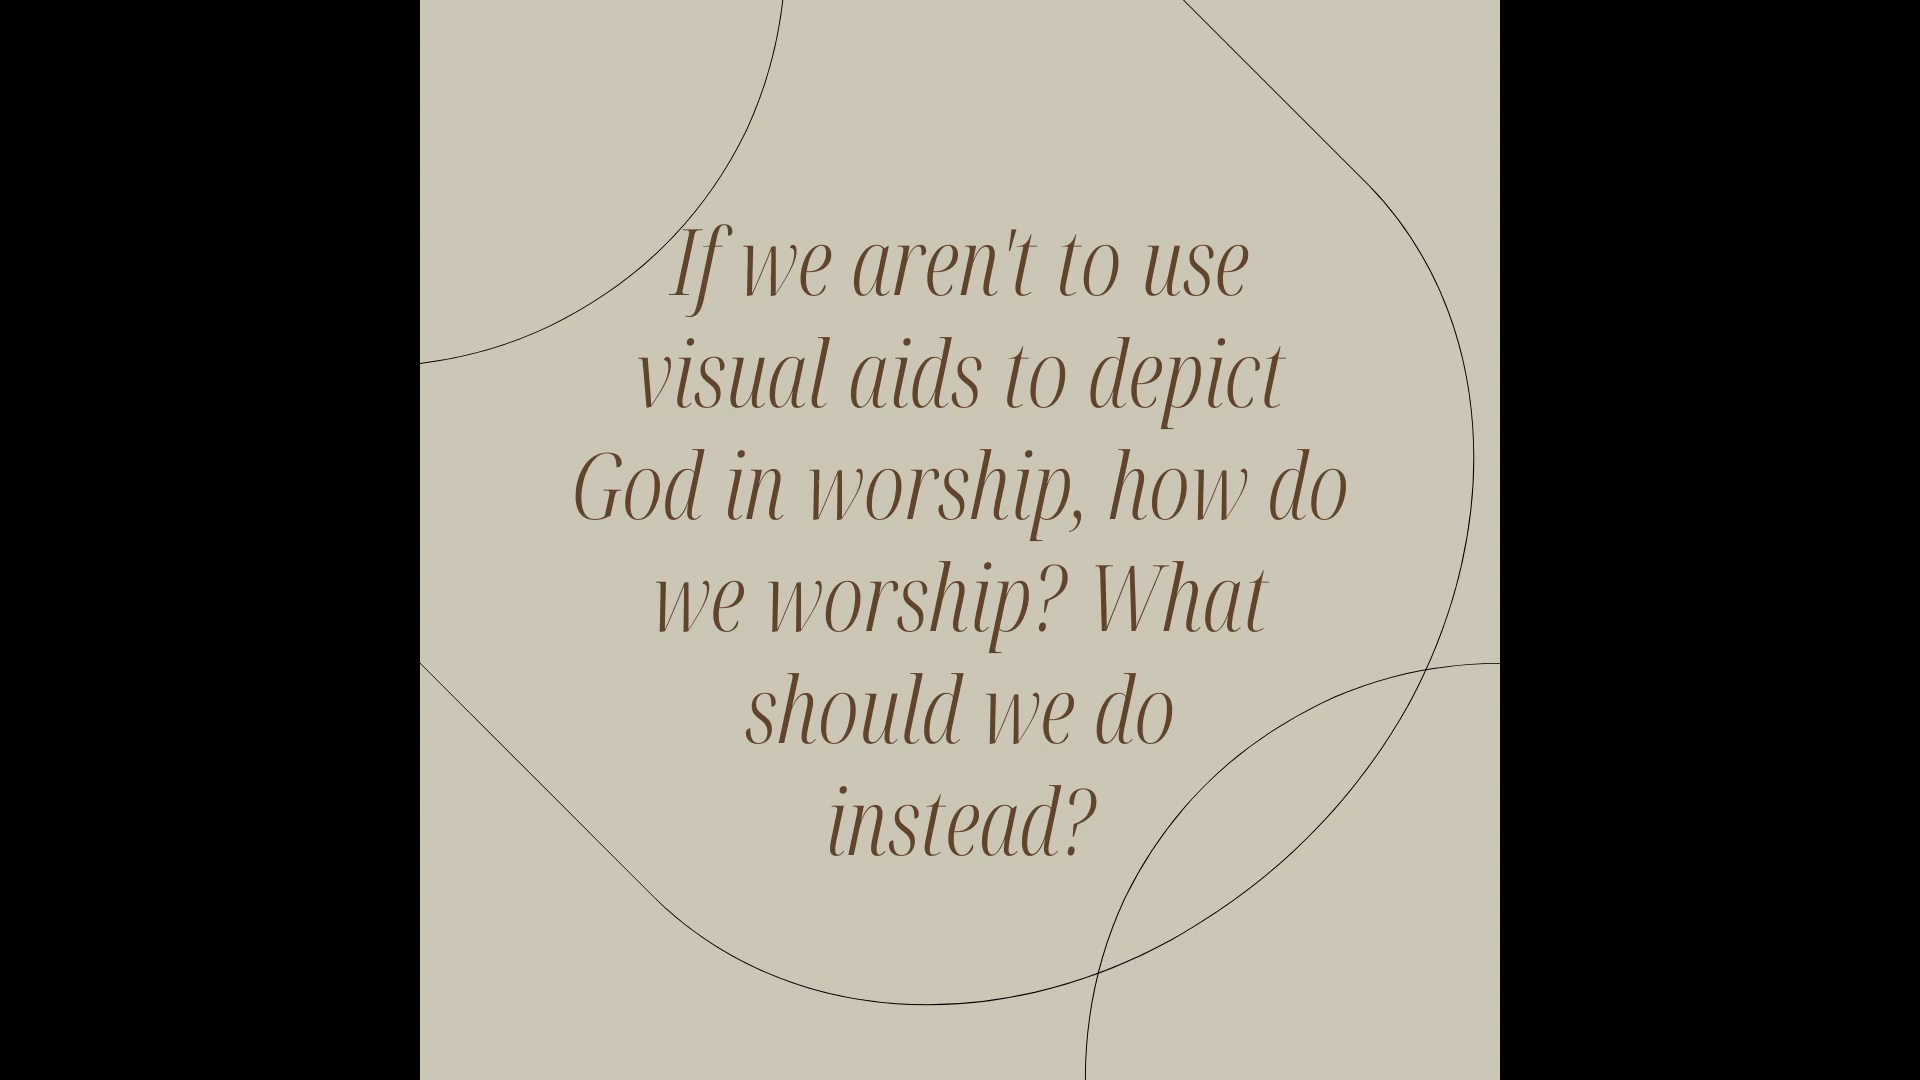 If we aren't to use
visual aids to depict
God in worship, how do
we worship? What
should we do
instead?